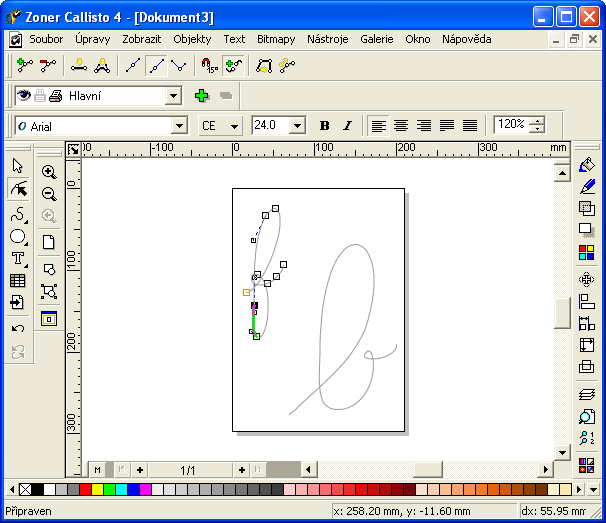 Zoner Callisto 4 - [Dokument3]
Soubor Úpravy Zobrazit Objekty Text Bitmapy Nástroje Galerie Okno Nápověda
15°
Hlavní
O Arial CE 24.0 B I 120%
-100 0 100 200 300 mm
0
100
200
300
T
M 1/1
b
Připraven x: 258.20 mm, y: -11.60 mm dx: 55.95 mm